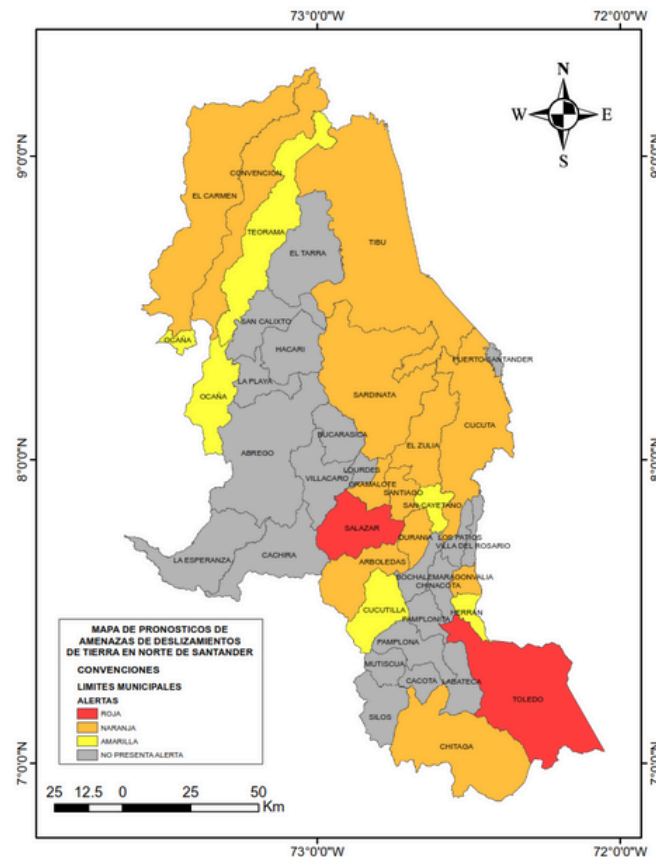 73°0'0"W
72°0'0"W
N
W
E
S
9°0'0"N
9°0'0"N
CONVENCIÓN
EL CARMEN
TEORAMA
TIBU
EL TARRA
SAN CALIXTO
OCAÑA
HACARI
PUERTO SANTANDER
LA PLAYA
OCAÑA
SARDINATA
CUCUTA
BUCARASICA
EL ZULIA
ABREGO
8°0'0"N
8°0'0"N
LOURDES
VILLACARO
GRAMALOTE
SANTIAGO
SAN CAYETANO
SALAZAR
DURANIA
LOS PATIOS
VILLA DEL ROSARIO
CACHIRA
LA ESPERANZA
ARBOLEDAS
BOCHALEMA
RAGONVALIA
CHINACOTA
CUCUTILLA
HERRAN
PAMPLONITA
PAMPLONA
MUTISCUA
CACOTA
LABATECA
TOLEDO
SILOS
CHITAGA
7°0'0"N
7°0'0"N
MAPA DE PRONOSTICOS DE
AMENAZAS DE DESLIZAMIENTOS
DE TIERRA EN NORTE DE SANTANDER
CONVENCIONES
LIMITES MUNICIPALES
ALERTAS
ROJA
NARANJA
AMARILLA
NO PRESENTA ALERTA
25 12.5 0 25 50
Km
73°0'0"W
72°0'0"W